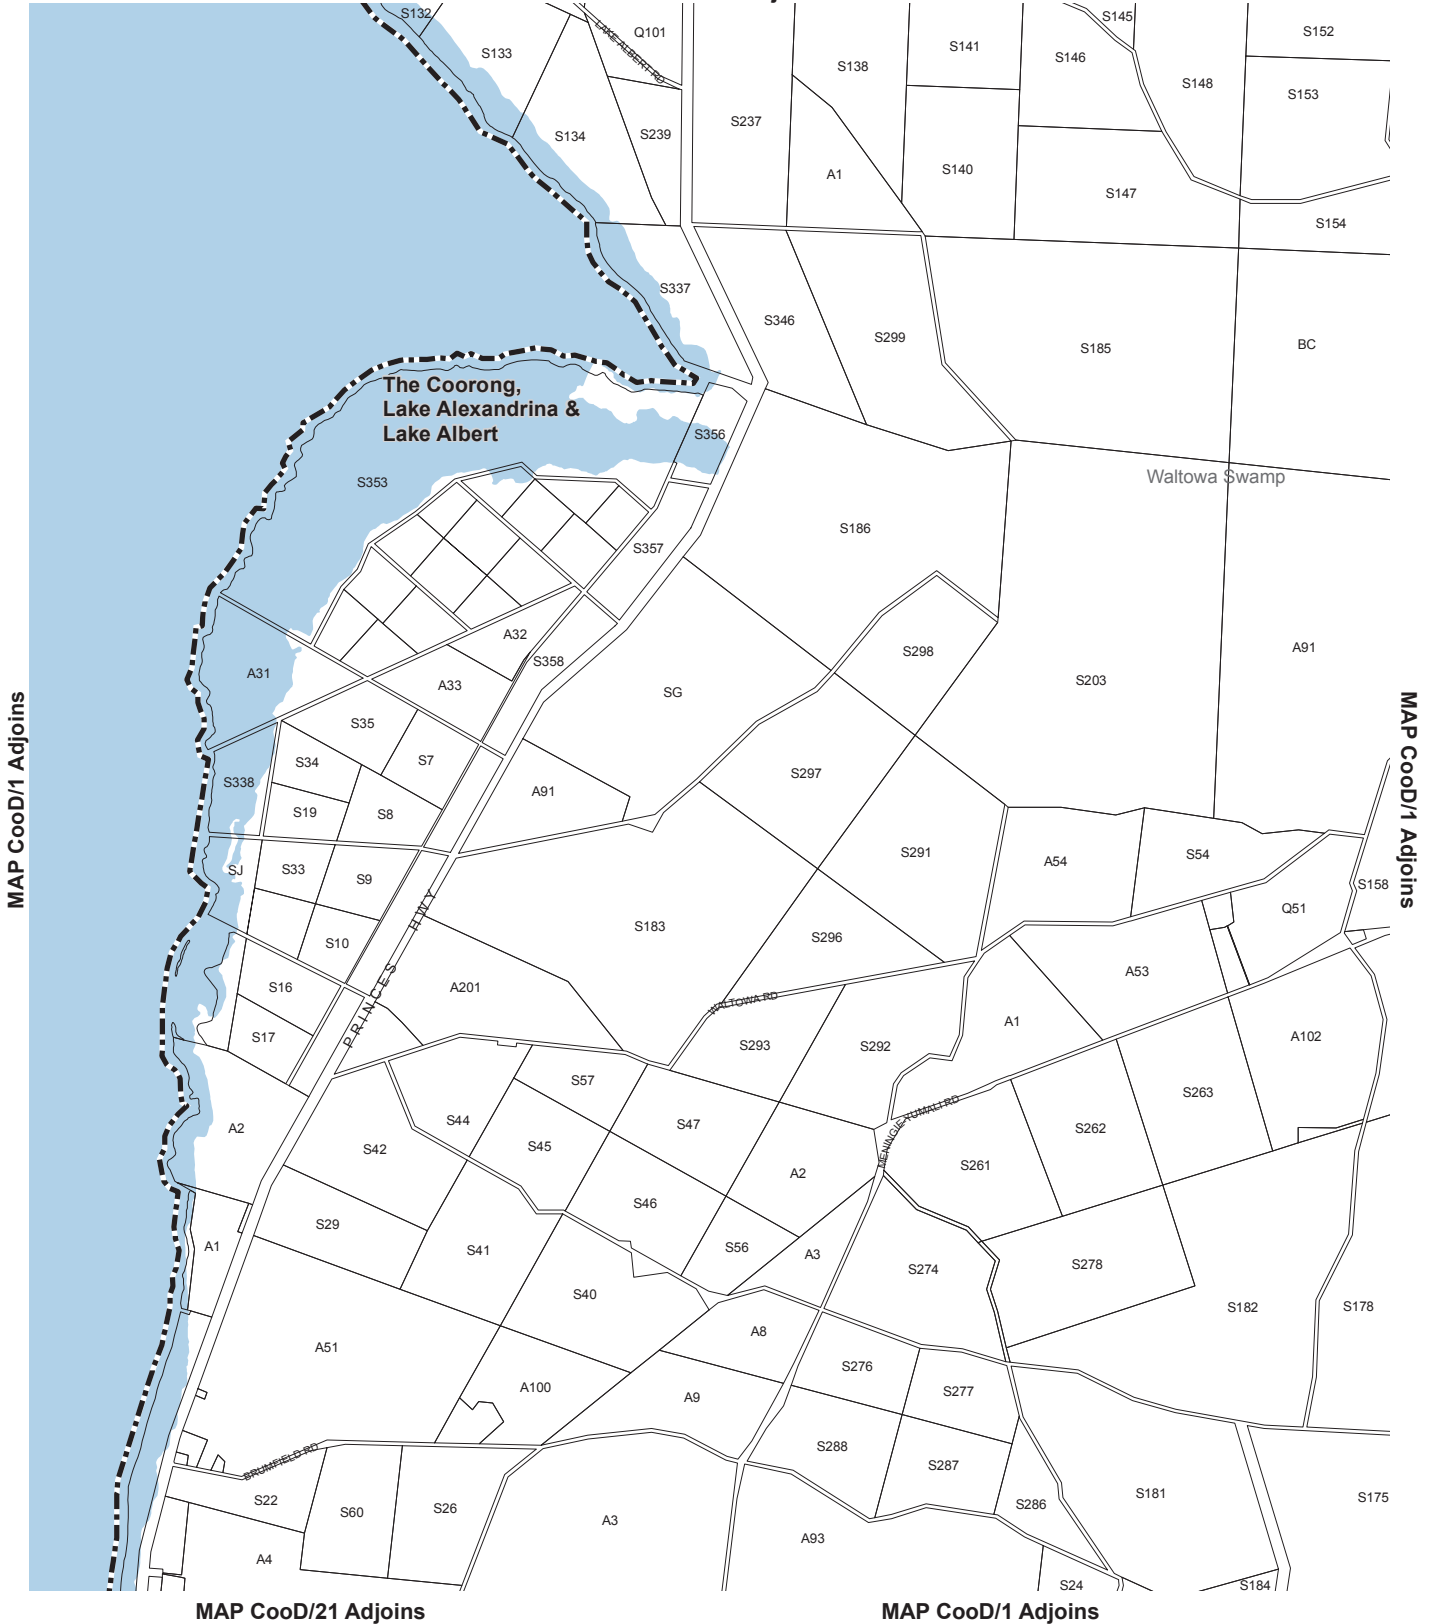 S132
S133
Q101
LAKE ALBERT RD
S134
S239
S237
S138
S141
S145
S146
S148
S152
S153
A1
S140
S147
S154
S337
S346
S299
S185
BC
The Coorong,
Lake Alexandrina &
Lake Albert
S356
S353
Waltowa Swamp
S186
S357
A32
S358
S298
A91
A31
A33
SG
S203
MAP CooD/1 Adjoins
MAP CooD/1 Adjoins
S35
S7
S34
S338
S297
A91
S19
S8
SJ
S33
S9
S291
A54
S54
S158
PRINCES HWY
S183
Q51
S10
S296
S16
A201
A53
WALTOWA RD
S17
S293
S292
A1
A102
S57
S44
S47
S263
MENINGIE-YUMALI RD
A2
S42
S45
S262
S261
A2
S46
S29
A1
S41
S56
A3
S274
S278
S40
S182
S178
A51
A8
S276
A100
A9
S277
S288
S287
BRUMFIELD RD
S22
S60
S26
A3
A93
S286
S181
S175
A4
S24
S184
MAP CooD/21 Adjoins
MAP CooD/1 Adjoins